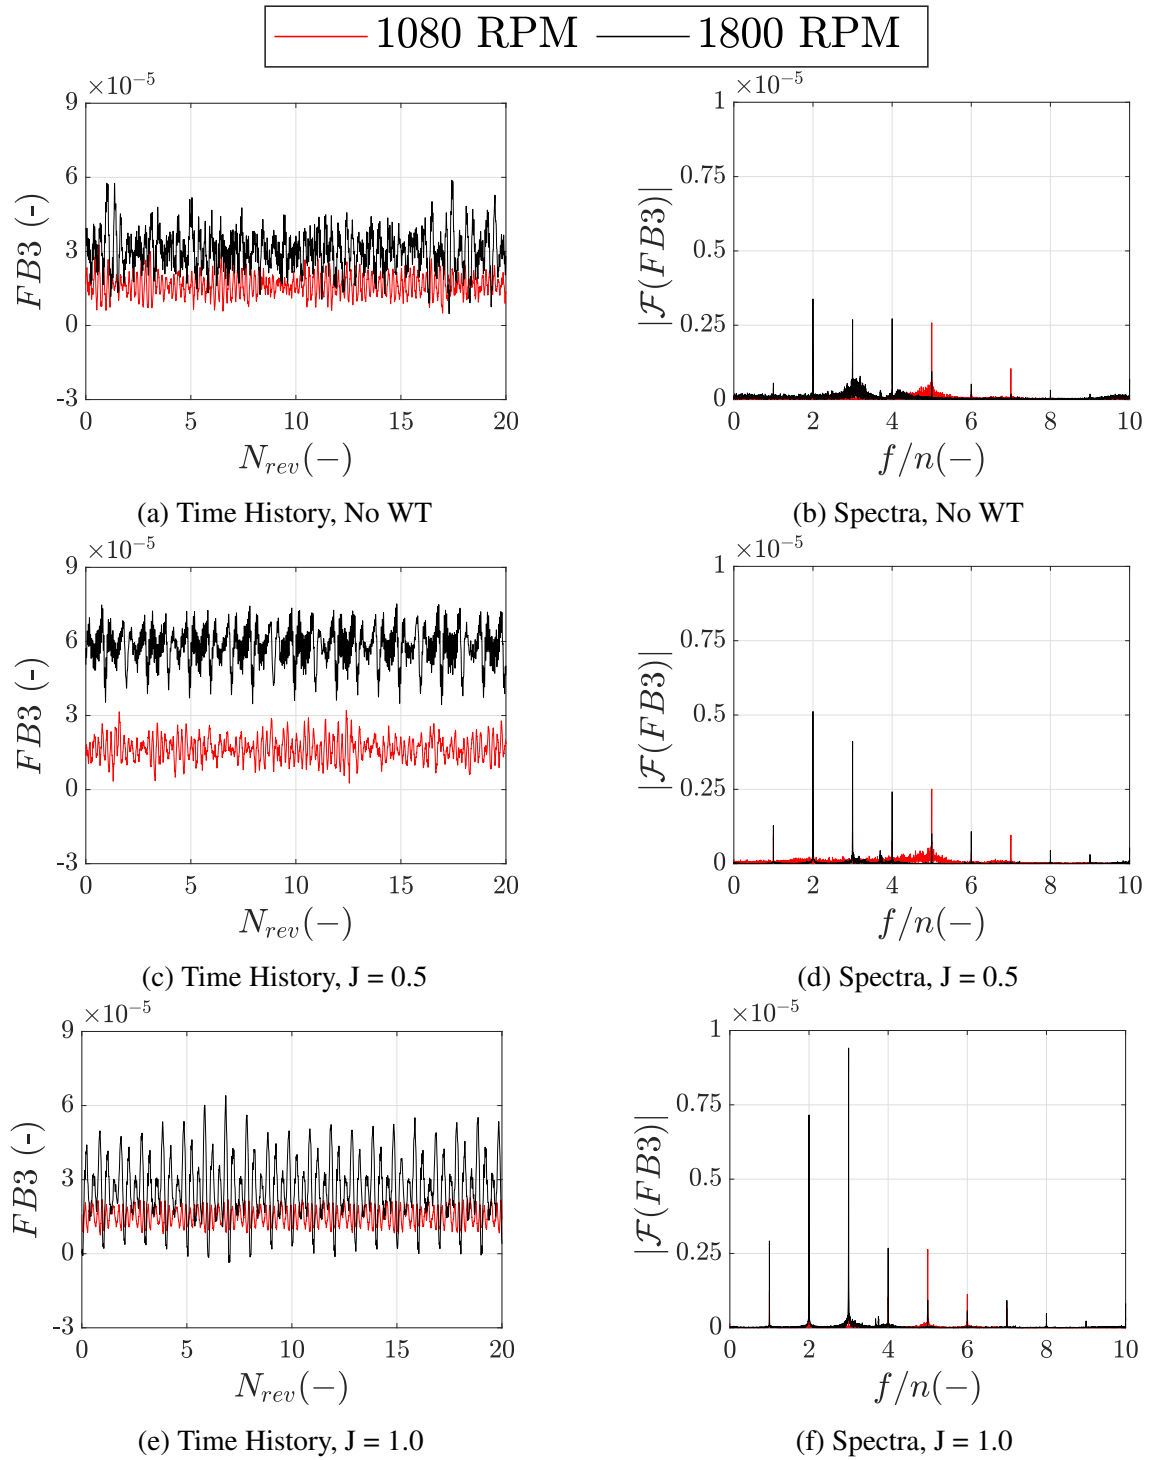 1080 RPM 1800 RPM
×10⁻⁵
9
6
3
0
-3
FB3 (-)
0 5 10 15 20
N_rev(−)
(a) Time History, No WT
1 ×10⁻⁵
0.75
0.5
0.25
0
|ℱ(FB3)|
0 2 4 6 8 10
f/n(−)
(b) Spectra, No WT
×10⁻⁵
9
6
3
0
-3
FB3 (-)
0 5 10 15 20
N_rev(−)
(c) Time History, J = 0.5
1 ×10⁻⁵
0.75
0.5
0.25
0
|ℱ(FB3)|
0 2 4 6 8 10
f/n(−)
(d) Spectra, J = 0.5
×10⁻⁵
9
6
3
0
-3
FB3 (-)
0 5 10 15 20
N_rev(−)
(e) Time History, J = 1.0
1 ×10⁻⁵
0.75
0.5
0.25
0
|ℱ(FB3)|
0 2 4 6 8 10
f/n(−)
(f) Spectra, J = 1.0